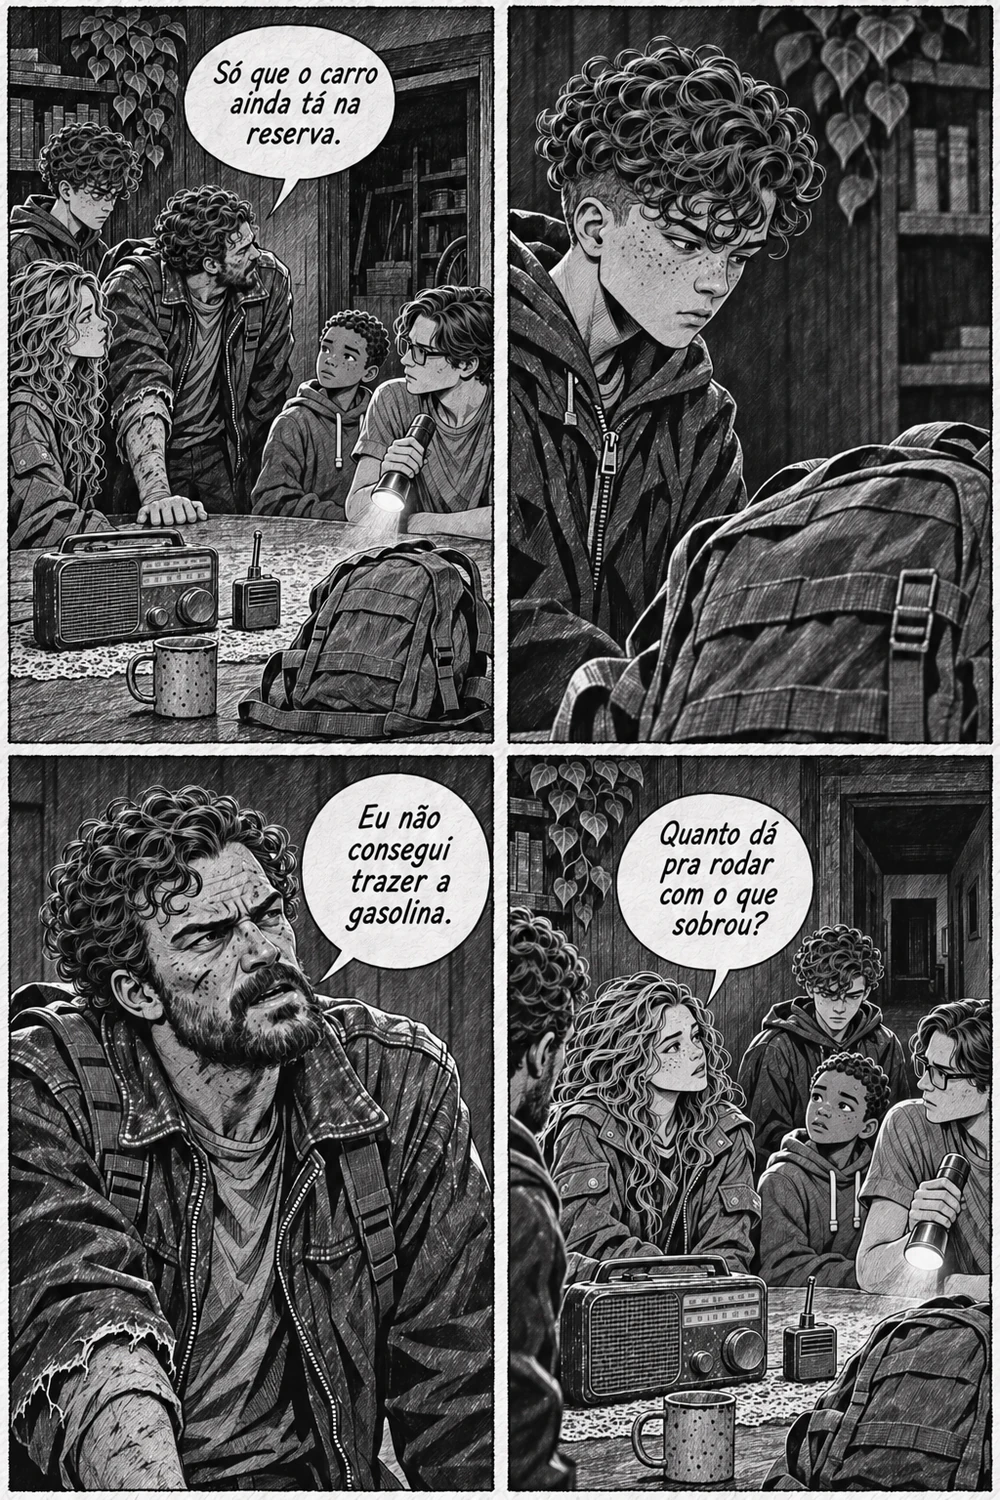 Só que o carro
ainda tá na
reserva.
Eu não
consegui
trazer a
gasolina.
Quanto dá
pra rodar
com o que
sobrou?